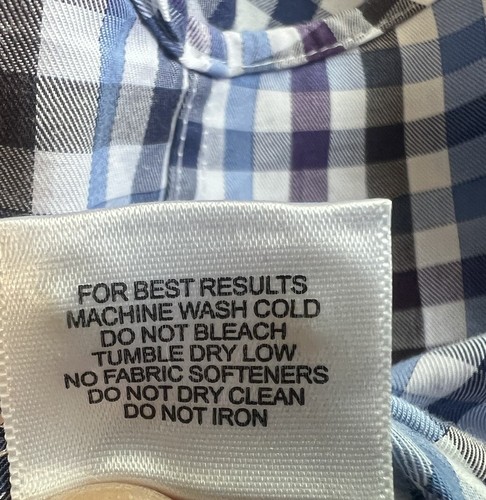 FOR BEST RESULTS
MACHINE WASH COLD
DO NOT BLEACH
TUMBLE DRY LOW
NO FABRIC SOFTENERS
DO NOT DRY CLEAN
DO NOT IRON